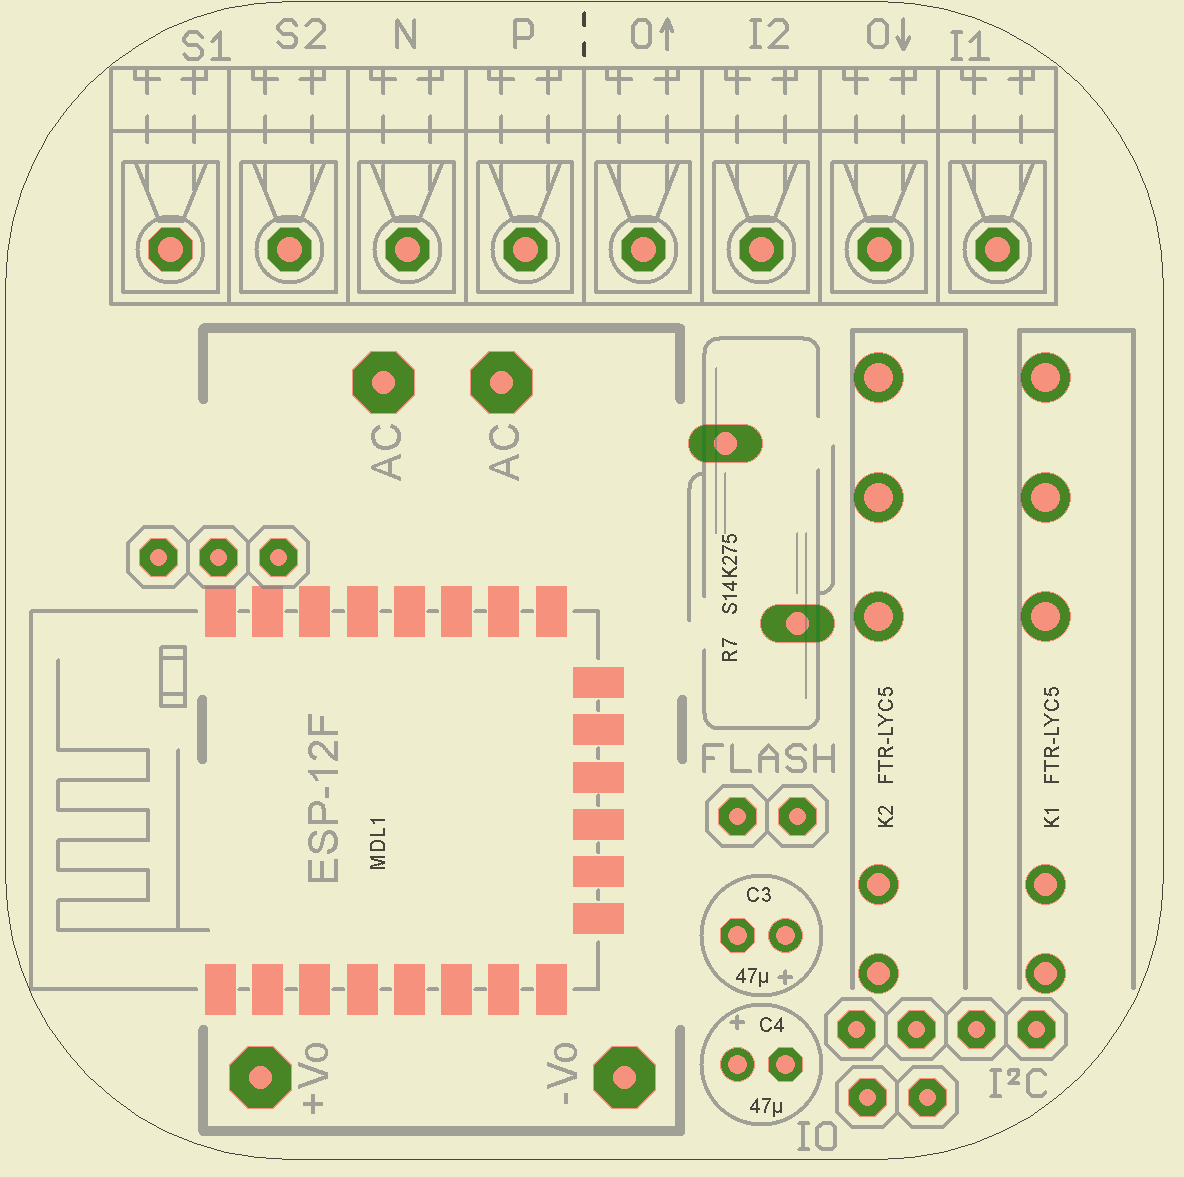 S1 S2 N P O↑ I2 O↓ I1
AC AC
S14K275
R7
FLASH
FTR-LYC5
K2
FTR-LYC5
K1
ESP-12F
MDL1
C3
47µ +
+ C4
47µ
+Vo
-Vo
I²C
IO